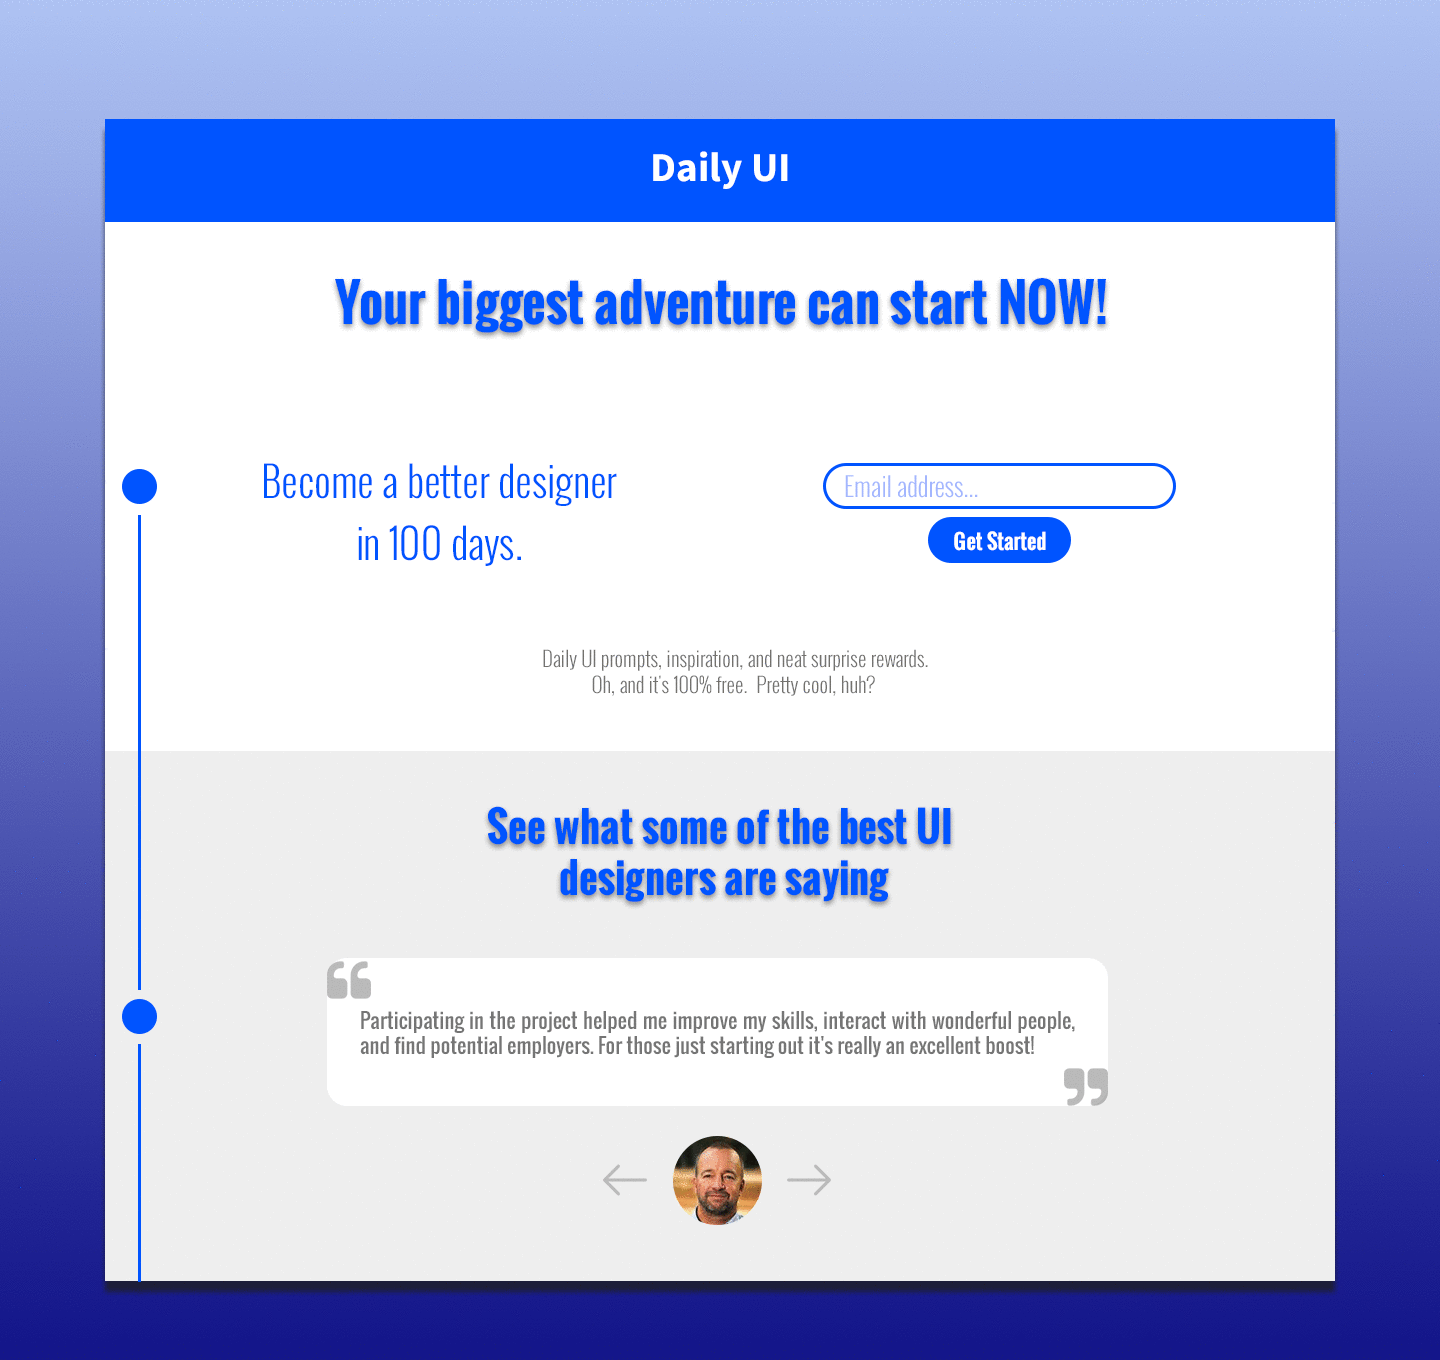 Daily UI
Your biggest adventure can start NOW!
Become a better designer
in 100 days.
Email address...
Get Started
Daily UI prompts, inspiration, and neat surprise rewards.
Oh, and it's 100% free.  Pretty cool, huh?
See what some of the best UI
designers are saying
“
Participating in the project helped me improve my skills, interact with wonderful people,
and find potential employers. For those just starting out it's really an excellent boost!
”